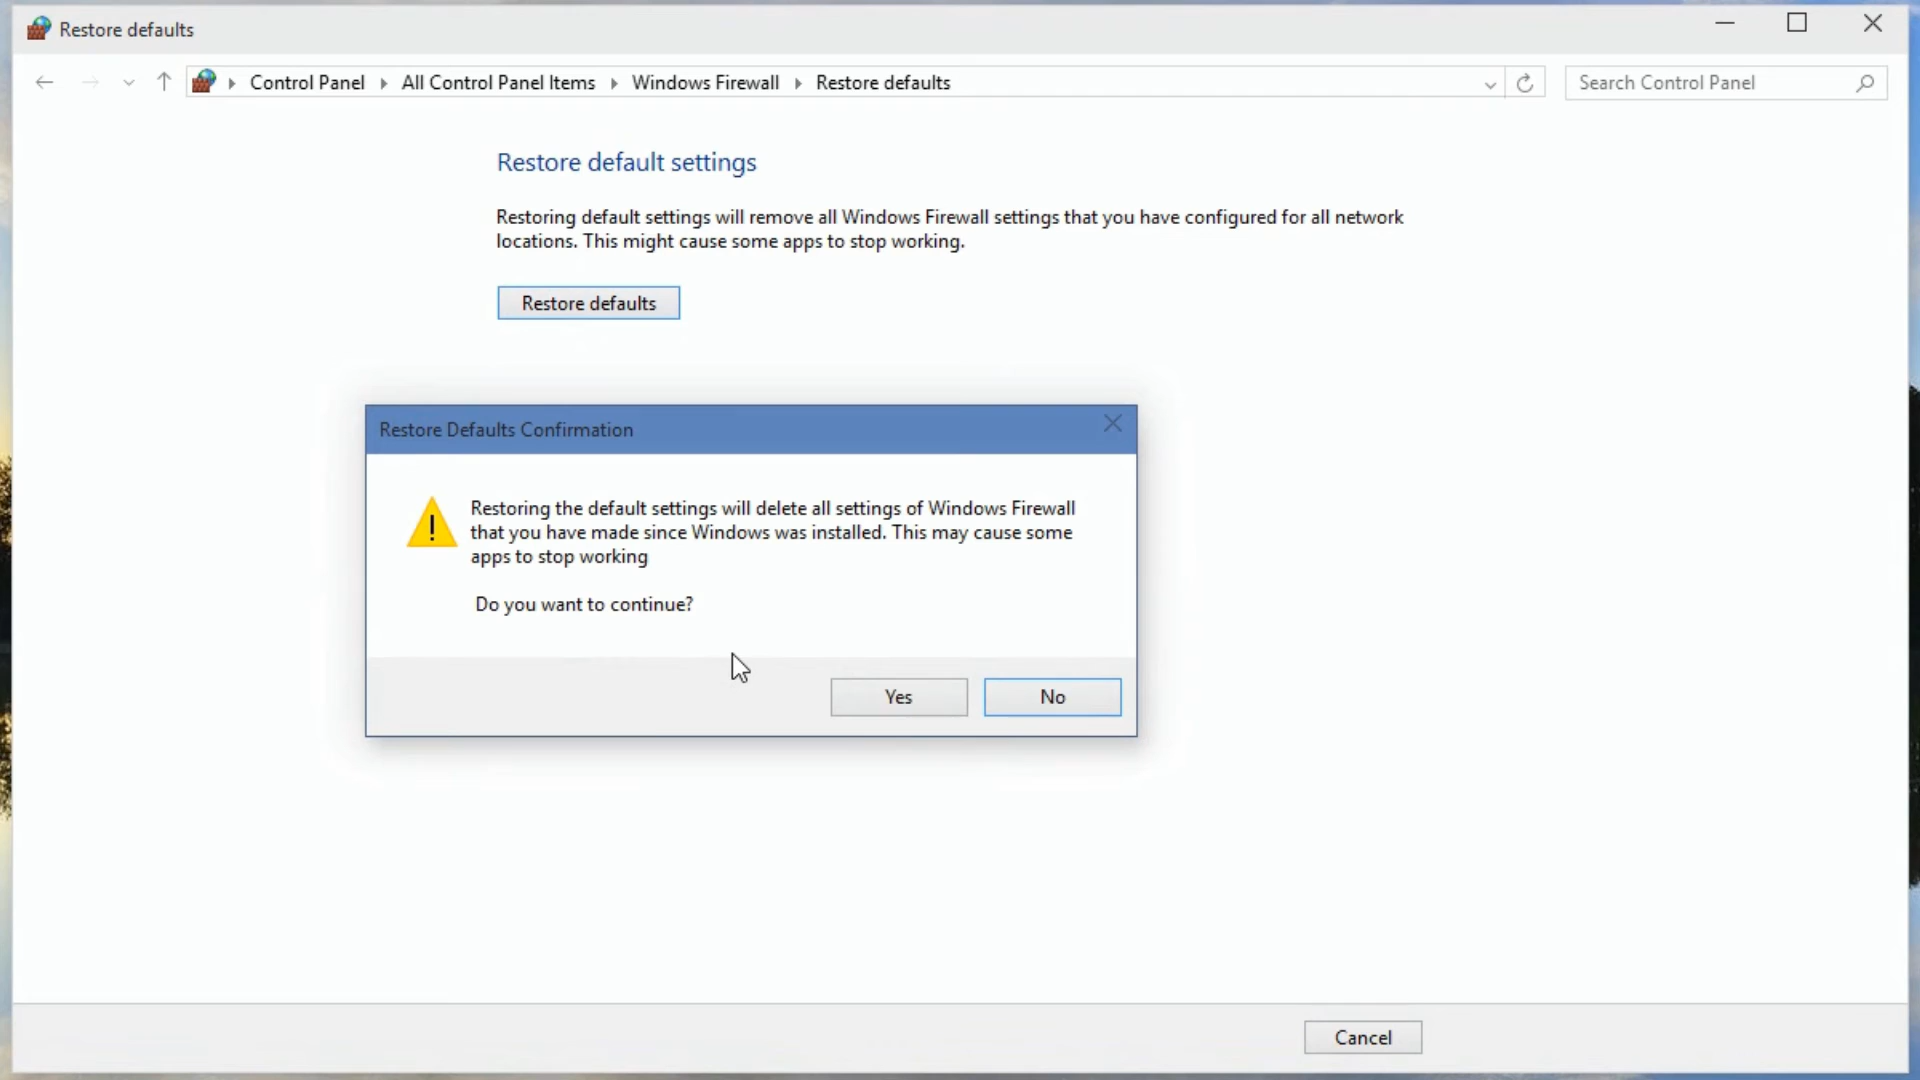 Restore defaults
Control Panel
All Control Panel Items
Windows Firewall
Restore defaults
Search Control Panel
Restore default settings
Restoring default settings will remove all Windows Firewall settings that you have configured for all network
locations. This might cause some apps to stop working.
Restore defaults
Restore Defaults Confirmation
Restoring the default settings will delete all settings of Windows Firewall
that you have made since Windows was installed. This may cause some
apps to stop working
Do you want to continue?
Yes
No
Cancel